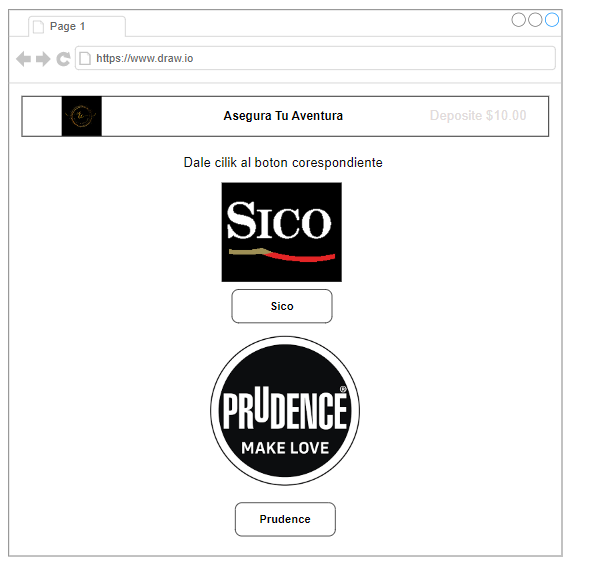 Page 1
https://www.draw.io
Asegura Tu Aventura
Deposite $10.00
Dale cilik al boton corespondiente
SICO
Sico
PRUDENCE®
MAKE LOVE
Prudence